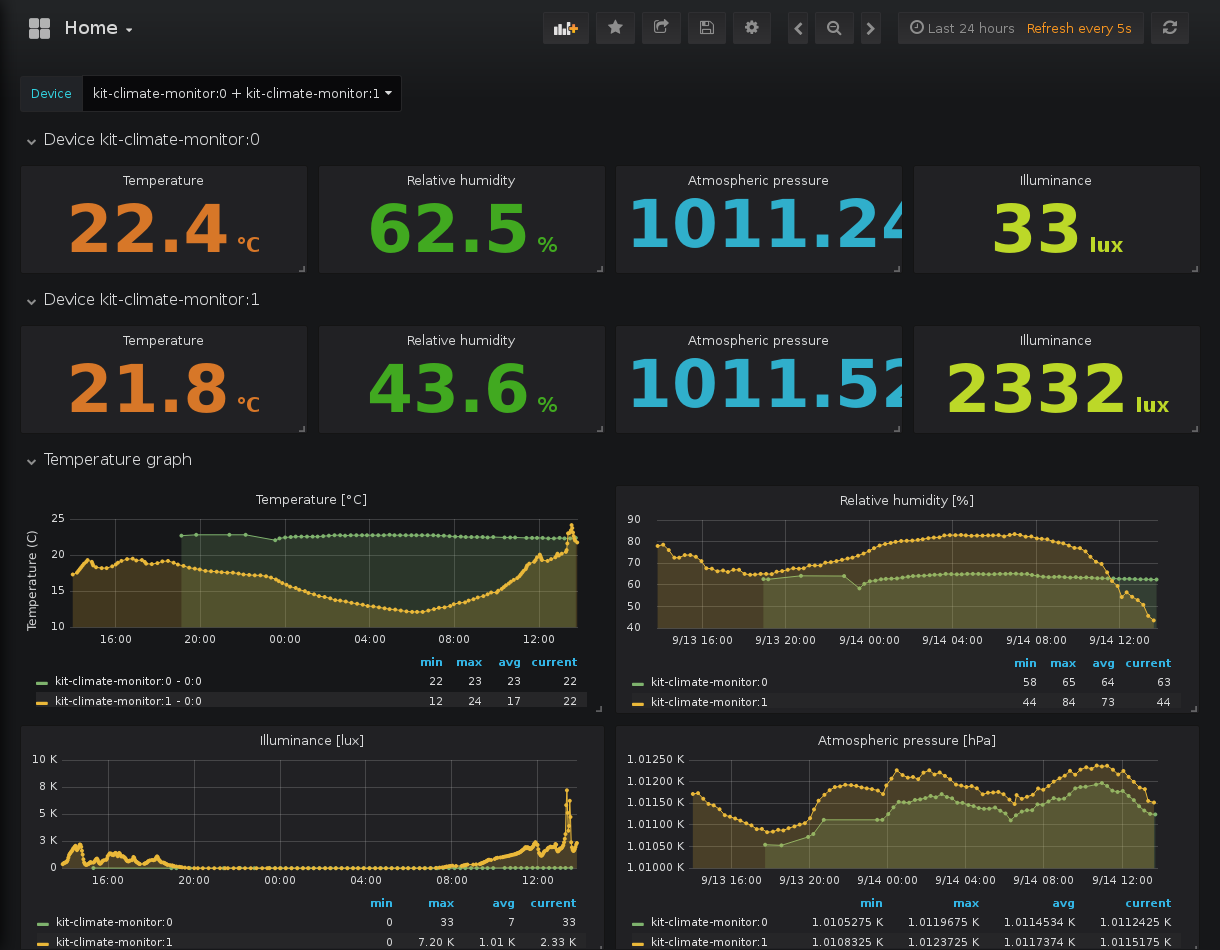 Home
Last 24 hours Refresh every 5s
Device kit-climate-monitor:0 + kit-climate-monitor:1
Device kit-climate-monitor:0
Temperature Relative humidity Atmospheric pressure Illuminance
22.4 °C 62.5 % 1011.24 33 lux
Device kit-climate-monitor:1
Temperature Relative humidity Atmospheric pressure Illuminance
21.8 °C 43.6 % 1011.52 2332 lux
Temperature graph
Temperature [°C]
Temperature (C)
25
20
15
10
16:00 20:00 00:00 04:00 08:00 12:00
min max avg current
kit-climate-monitor:0 - 0:0 22 23 23 22
kit-climate-monitor:1 - 0:0 12 24 17 22
Relative humidity [%]
90
80
70
60
50
40
9/13 16:00 9/13 20:00 9/14 00:00 9/14 04:00 9/14 08:00 9/14 12:00
min max avg current
kit-climate-monitor:0 58 65 64 63
kit-climate-monitor:1 44 84 73 44
Illuminance [lux]
10 K
8 K
5 K
3 K
0
16:00 20:00 00:00 04:00 08:00 12:00
min max avg current
kit-climate-monitor:0 0 33 7 33
kit-climate-monitor:1 0 7.20 K 1.01 K 2.33 K
Atmospheric pressure [hPa]
1.01250 K
1.01200 K
1.01150 K
1.01100 K
1.01050 K
1.01000 K
9/13 16:00 9/13 20:00 9/14 00:00 9/14 04:00 9/14 08:00 9/14 12:00
min max avg current
kit-climate-monitor:0 1.0105275 K 1.0119675 K 1.0114534 K 1.0112425 K
kit-climate-monitor:1 1.0108325 K 1.0123725 K 1.0117374 K 1.0115175 K